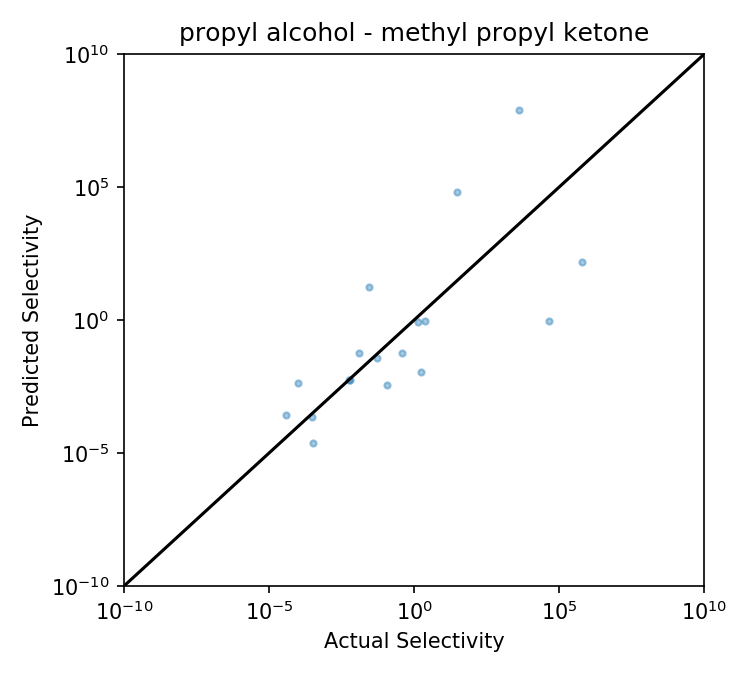 propyl alcohol - methyl propyl ketone
10^10
10^5
10^0
10^-5
10^-10
Predicted Selectivity
10^-10 10^-5 10^0 10^5 10^10
Actual Selectivity